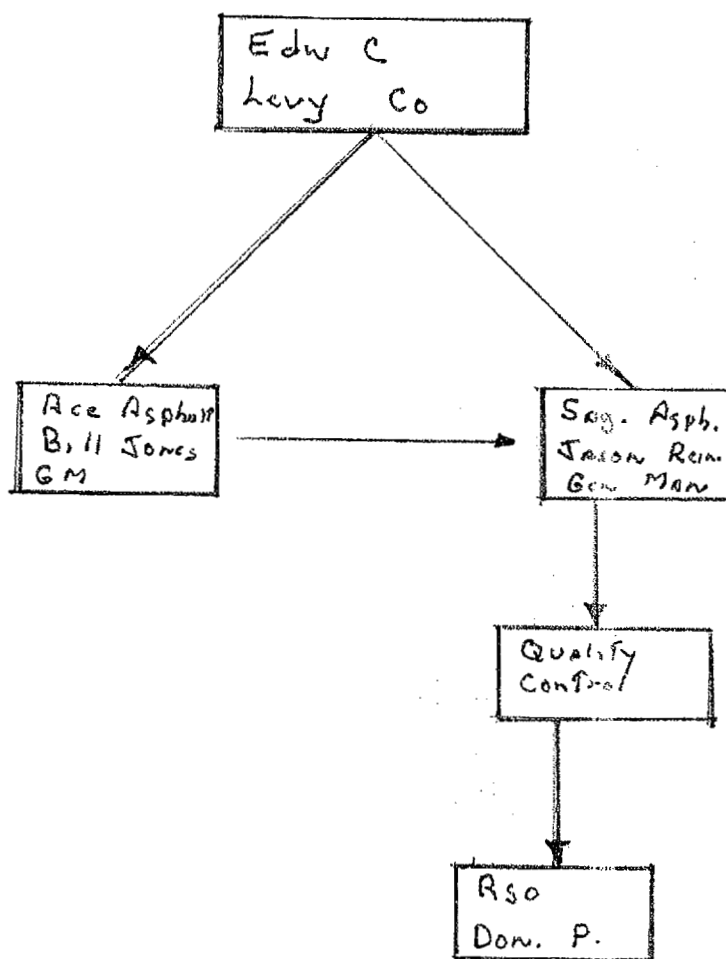 Edw C
Levy Co
Ace Asphalt
Bill Jones
GM
Sag. Asph.
Jason Rein.
Gen Man
Quality
Control
RSO
Don. P.